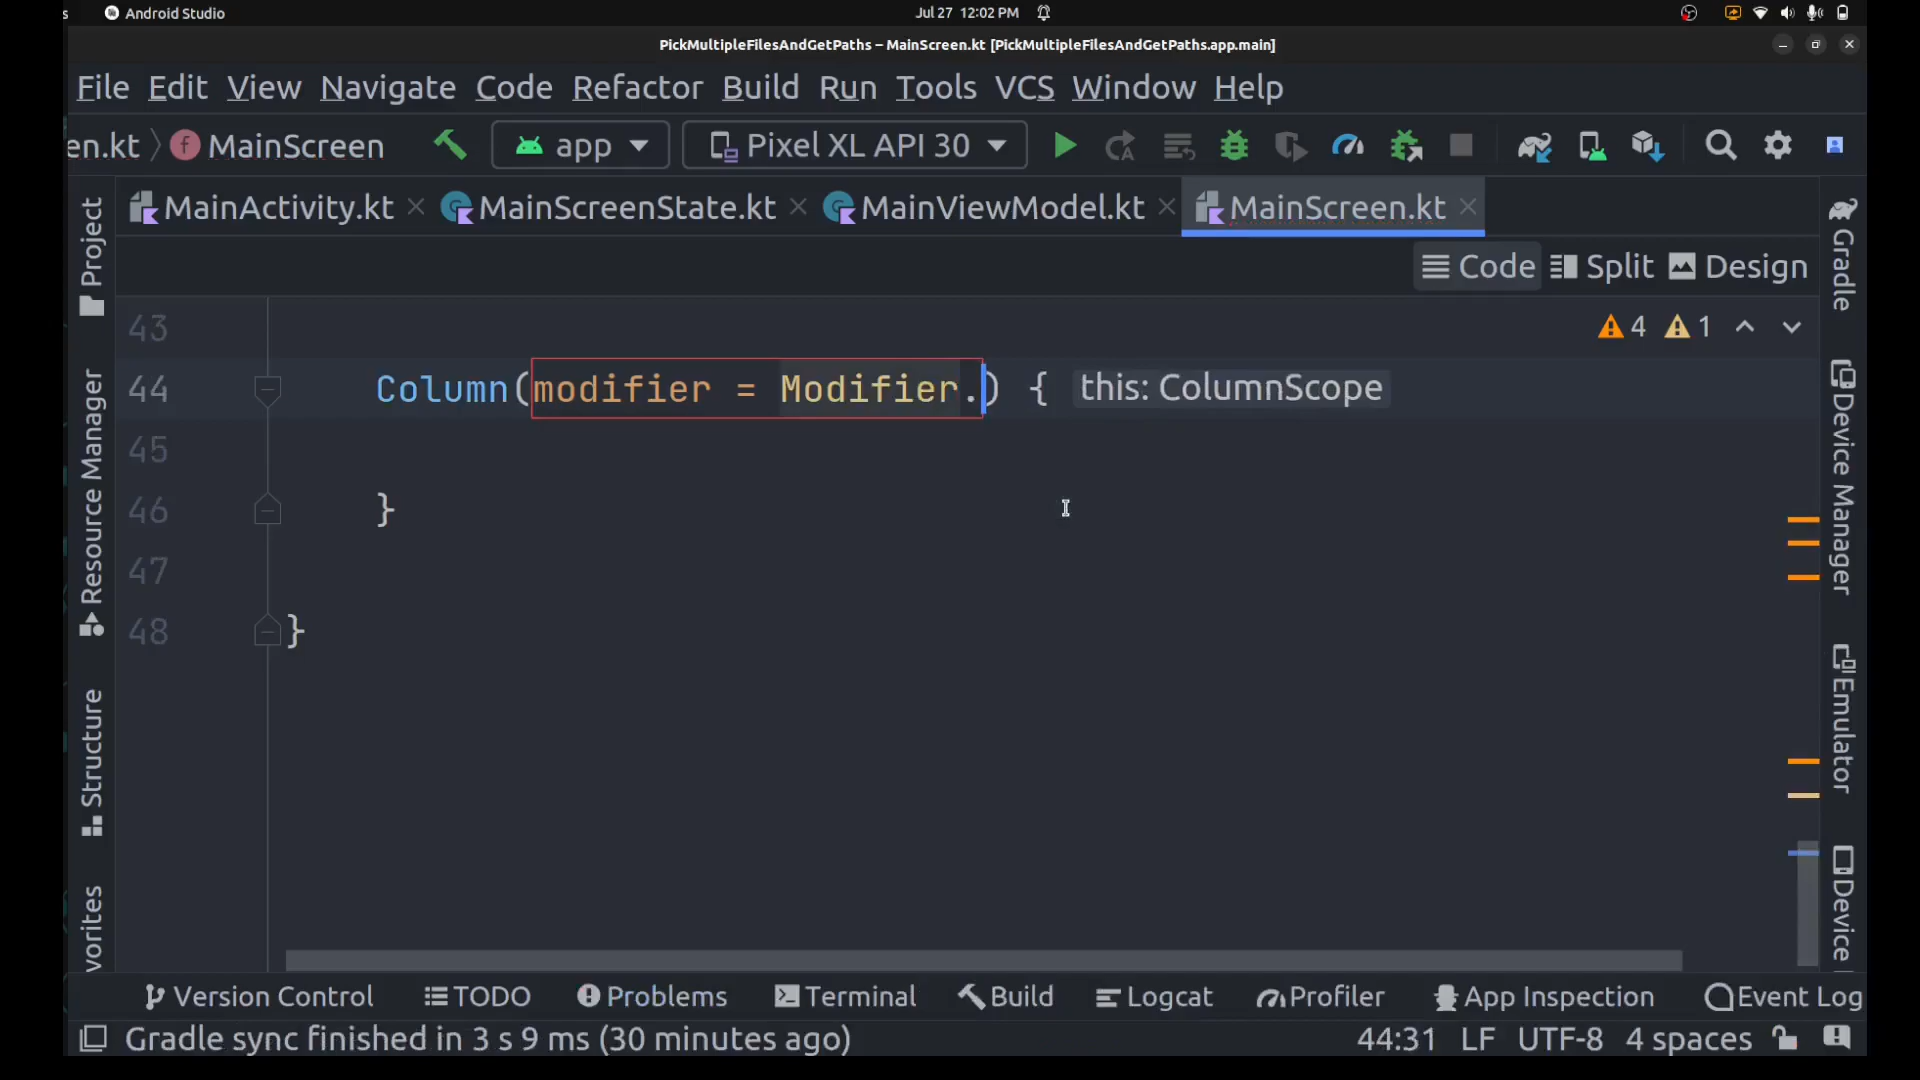 s Android Studio Jul 27 12:02 PM
PickMultipleFilesAndGetPaths – MainScreen.kt [PickMultipleFilesAndGetPaths.app.main]
File Edit View Navigate Code Refactor Build Run Tools VCS Window Help
en.kt f MainScreen app Pixel XL API 30
MainActivity.kt MainScreenState.kt MainViewModel.kt MainScreen.kt
Code Split Design
Project
Resource Manager
Structure
vorites
43
4 1
44 Column(modifier = Modifier.) { this: ColumnScope
45
46 }
47
48 }
Gradle
Device Manager
Emulator
Device
Version Control TODO Problems Terminal Build Logcat Profiler App Inspection Event Log
Gradle sync finished in 3 s 9 ms (30 minutes ago) 44:31 LF UTF-8 4 spaces